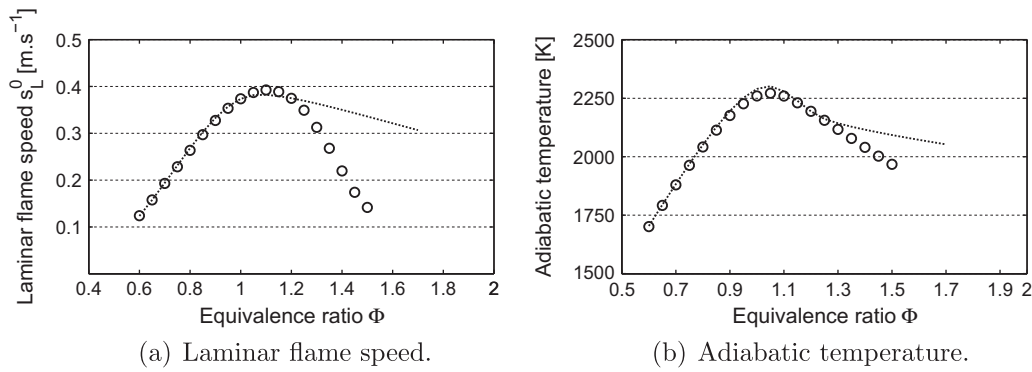 Laminar flame speed s_L^0 [m.s⁻¹]
0.5
0.4
0.3
0.2
0.1
0.4 0.6 0.8 1 1.2 1.4 1.6 1.8 2
Equivalence ratio Φ
(a) Laminar flame speed.
Adiabatic temperature [K]
2500
2250
2000
1750
1500
0.5 0.7 0.9 1.1 1.3 1.5 1.7 1.9 2
Equivalence ratio Φ
(b) Adiabatic temperature.